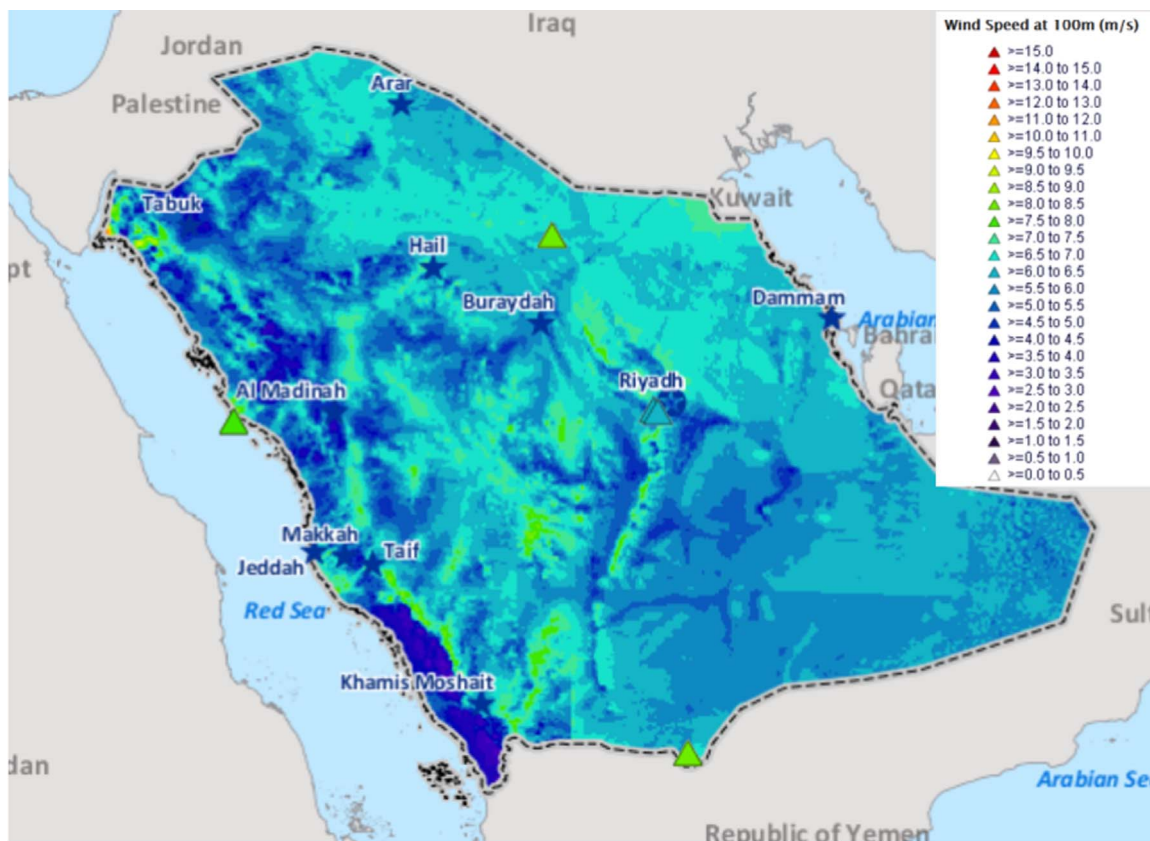 Wind Speed at 100m (m/s)
>=15.0
>=14.0 to 15.0
>=13.0 to 14.0
>=12.0 to 13.0
>=11.0 to 12.0
>=10.0 to 11.0
>=9.5 to 10.0
>=9.0 to 9.5
>=8.5 to 9.0
>=8.0 to 8.5
>=7.5 to 8.0
>=7.0 to 7.5
>=6.5 to 7.0
>=6.0 to 6.5
>=5.5 to 6.0
>=5.0 to 5.5
>=4.5 to 5.0
>=4.0 to 4.5
>=3.5 to 4.0
>=3.0 to 3.5
>=2.5 to 3.0
>=2.0 to 2.5
>=1.5 to 2.0
>=1.0 to 1.5
>=0.5 to 1.0
>=0.0 to 0.5
Iraq
Jordan
Arar
Palestine
Tabuk
Kuwait
Hail
pt
Buraydah
Dammam
Arabian
Bahra
Riyadh
Al Madinah
Qata
Makkah
Taif
Jeddah
Red Sea
Sult
Khamis Moshait
dan
Arabian Se
Republic of Yemen